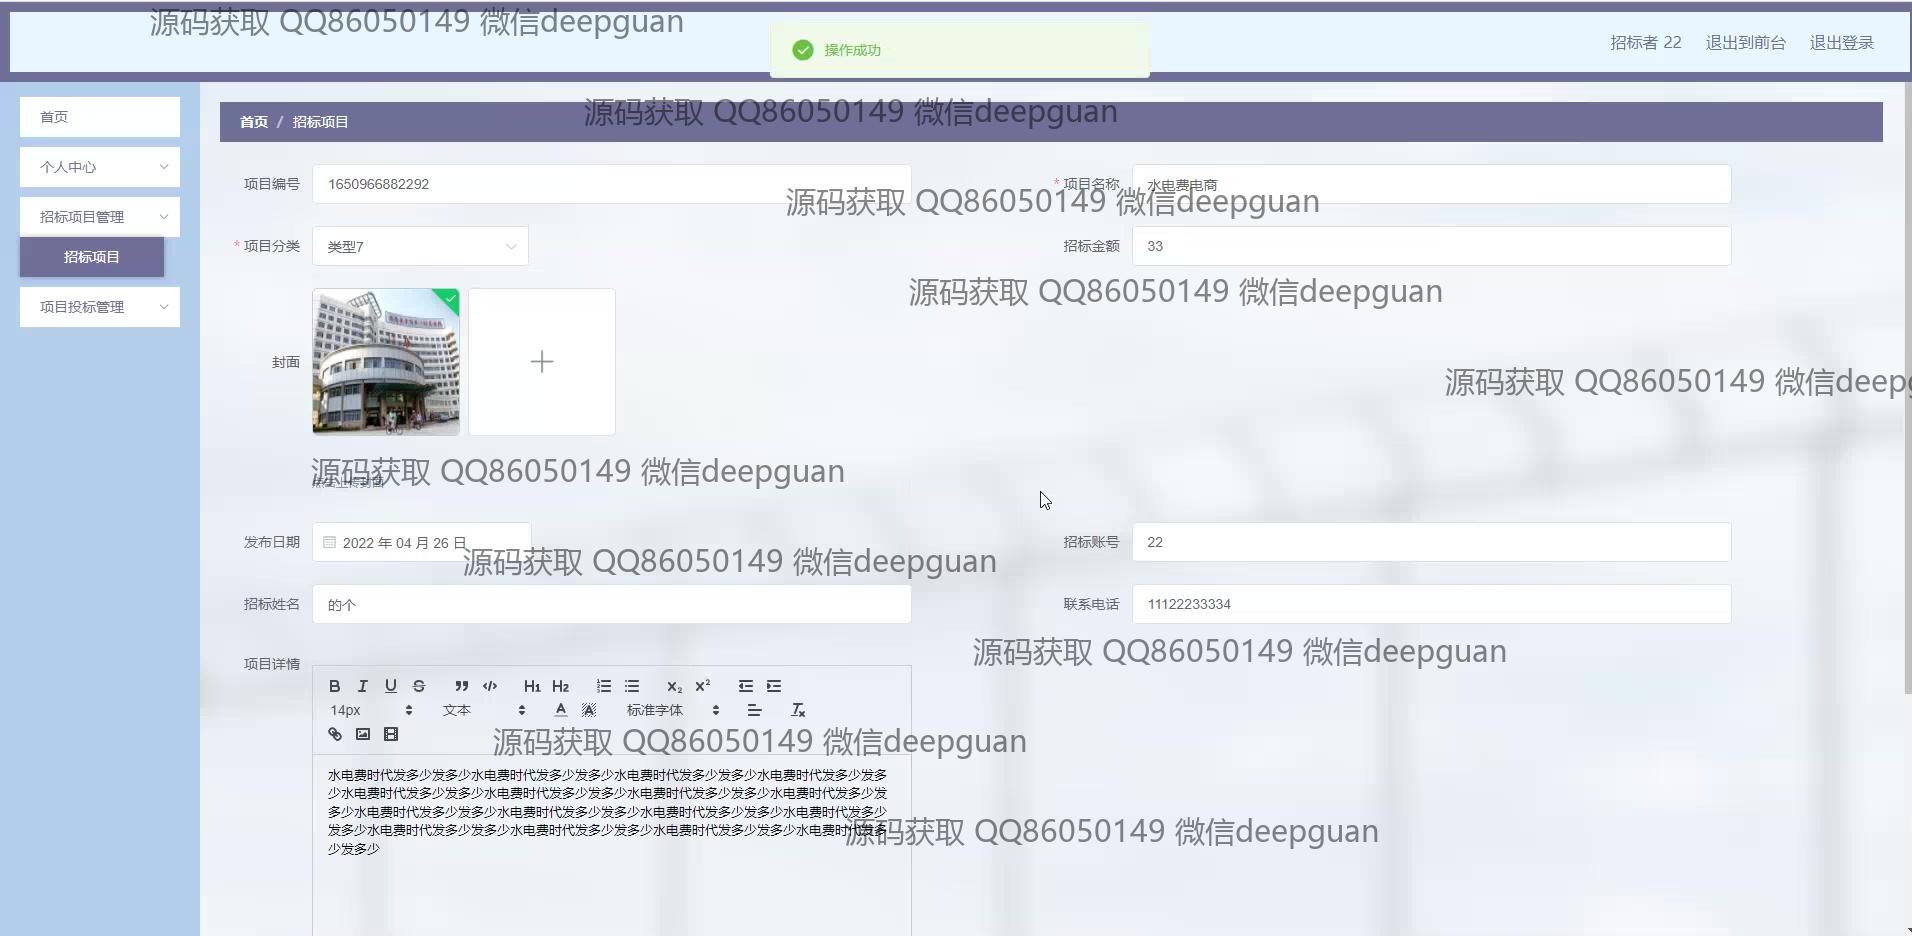 源码获取 QQ86050149 微信deepguan
操作成功
招标者 22 退出到前台 退出登录
首页
个人中心
招标项目管理
招标项目
项目投标管理
首页 / 招标项目
源码获取 QQ86050149 微信deepguan
项目编号 1650966882292
* 项目名称 水电费电商
源码获取 QQ86050149 微信deepguan
* 项目分类 类型7
招标金额 33
源码获取 QQ86050149 微信deepguan
封面
源码获取 QQ86050149 微信deep
源码获取 QQ86050149 微信deepguan
点击上传封面
发布日期 2022 年 04 月 26 日
招标账号 22
源码获取 QQ86050149 微信deepguan
招标姓名 的个
联系电话 11122233334
源码获取 QQ86050149 微信deepguan
项目详情
B I U S H1 H2 X2 X2
14px 文本 A A 标准字体 Tx
源码获取 QQ86050149 微信deepguan
水电费时代发多少发多少水电费时代发多少发多少水电费时代发多少发多少水电费时代发多少发多
少水电费时代发多少发多少水电费时代发多少发多少水电费时代发多少发多少水电费时代发多少发
多少水电费时代发多少发多少水电费时代发多少发多少水电费时代发多少发多少水电费时代发多少
发多少水电费时代发多少发多少水电费时代发多少发多少水电费时代发多少发多少水电费时代发多
少发多少
源码获取 QQ86050149 微信deepguan